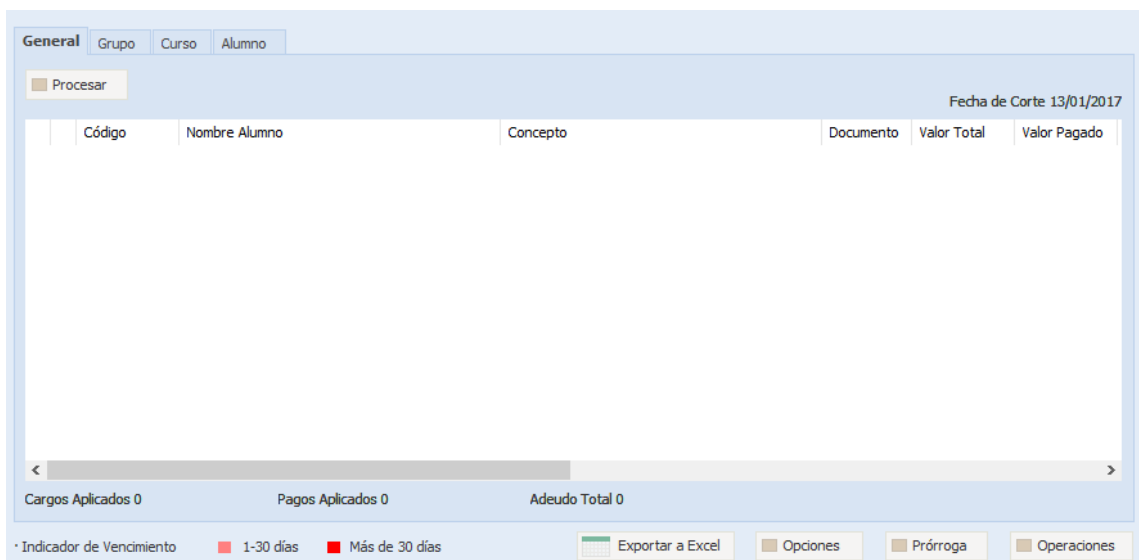 General Grupo Curso Alumno
Procesar
Fecha de Corte 13/01/2017
Código Nombre Alumno Concepto Documento Valor Total Valor Pagado
Cargos Aplicados 0 Pagos Aplicados 0 Adeudo Total 0
· Indicador de Vencimiento 1-30 días Más de 30 días Exportar a Excel Opciones Prórroga Operaciones